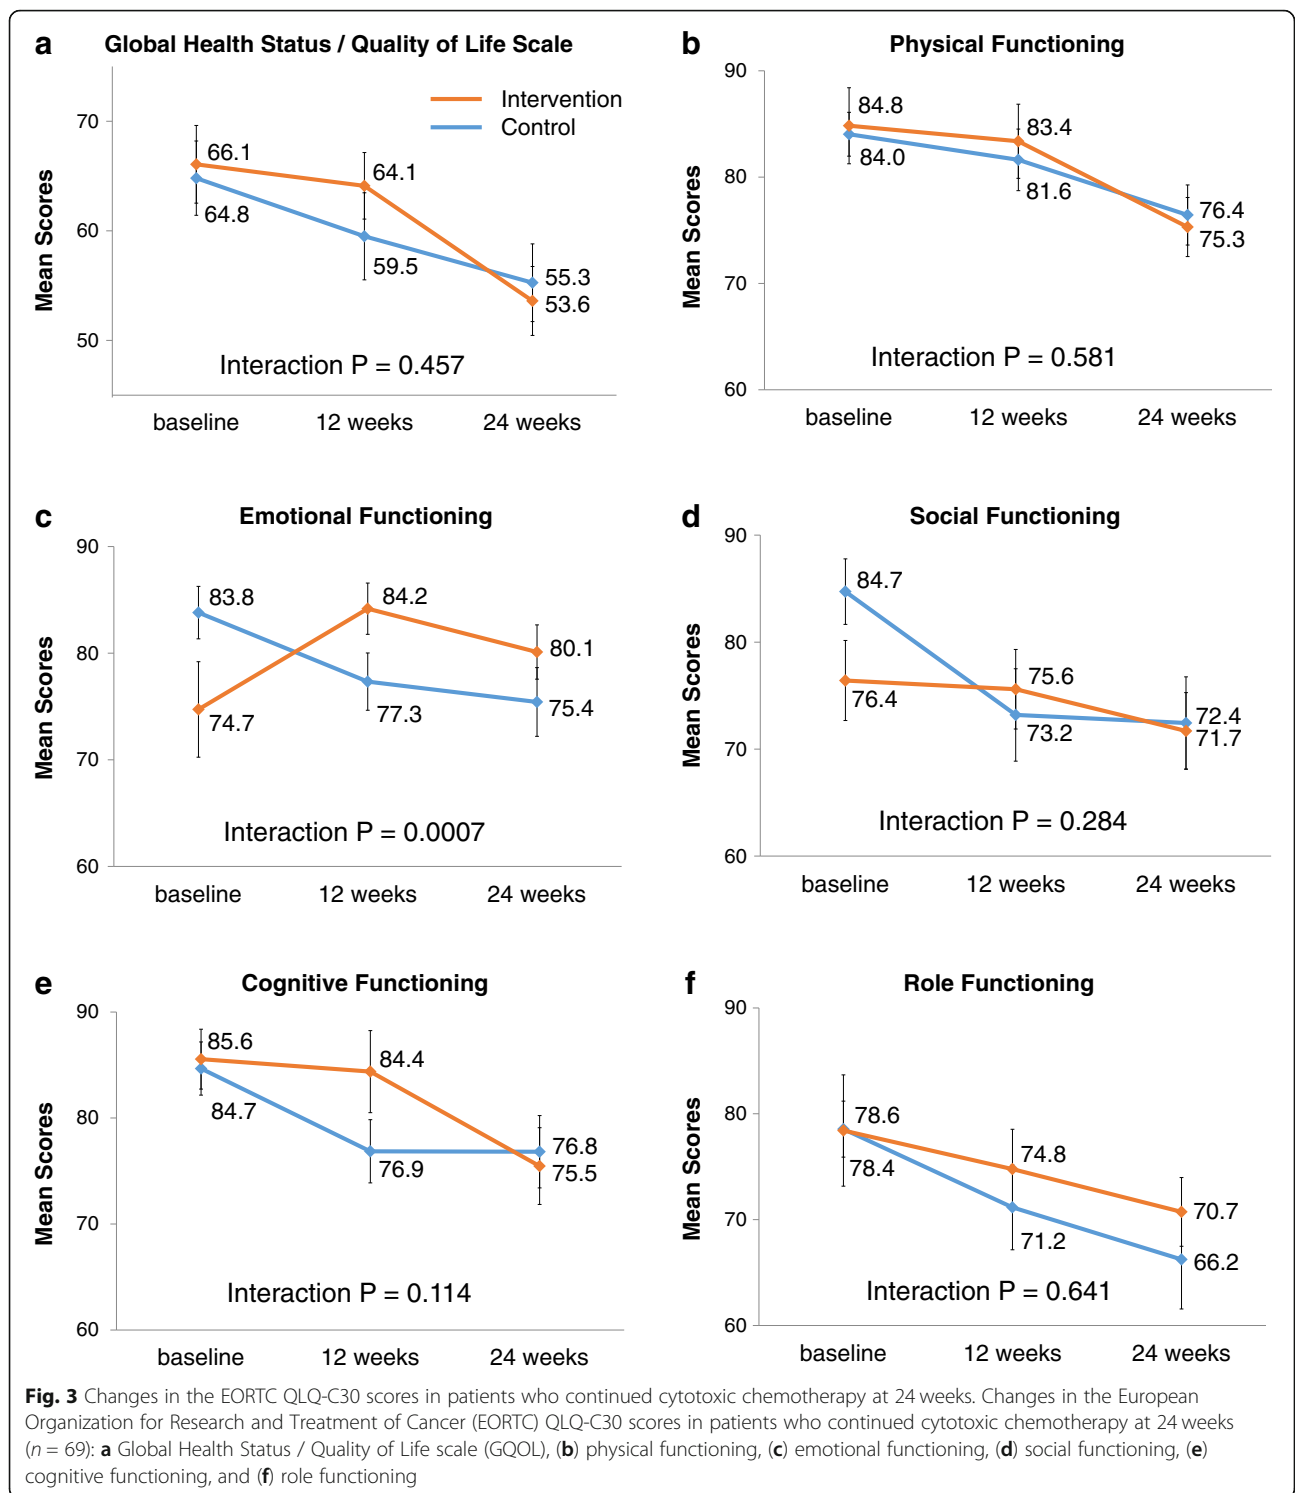 a Global Health Status / Quality of Life Scale
Intervention
Control
Mean Scores
70
60
50
66.1
64.8
64.1
59.5
55.3
53.6
Interaction P = 0.457
baseline 12 weeks 24 weeks
b Physical Functioning
Mean Scores
90
80
70
60
84.8
84.0
83.4
81.6
76.4
75.3
Interaction P = 0.581
baseline 12 weeks 24 weeks
c Emotional Functioning
Mean Scores
90
80
70
60
83.8
74.7
84.2
77.3
80.1
75.4
Interaction P = 0.0007
baseline 12 weeks 24 weeks
d Social Functioning
Mean Scores
90
80
70
60
84.7
76.4
75.6
73.2
72.4
71.7
Interaction P = 0.284
baseline 12 weeks 24 weeks
e Cognitive Functioning
Mean Scores
90
80
70
60
85.6
84.7
84.4
76.9
76.8
75.5
Interaction P = 0.114
baseline 12 weeks 24 weeks
f Role Functioning
Mean Scores
90
80
70
60
78.6
78.4
74.8
71.2
70.7
66.2
Interaction P = 0.641
baseline 12 weeks 24 weeks
Fig. 3 Changes in the EORTC QLQ-C30 scores in patients who continued cytotoxic chemotherapy at 24 weeks. Changes in the European
Organization for Research and Treatment of Cancer (EORTC) QLQ-C30 scores in patients who continued cytotoxic chemotherapy at 24 weeks
(n = 69): a Global Health Status / Quality of Life scale (GQOL), (b) physical functioning, (c) emotional functioning, (d) social functioning, (e)
cognitive functioning, and (f) role functioning